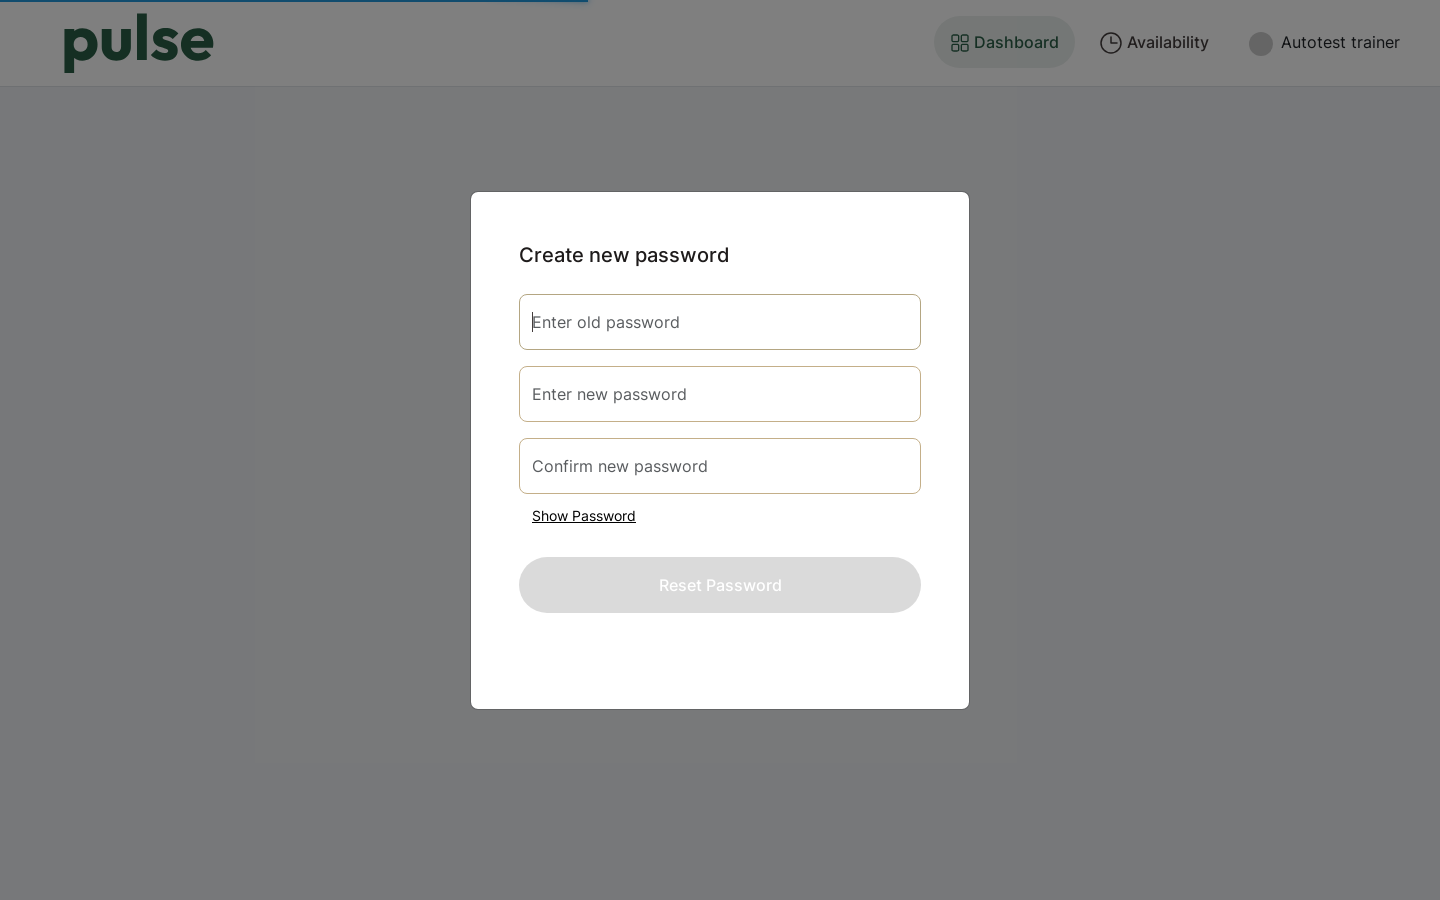 pulse
Dashboard
Availability
Autotest trainer
Create new password
Enter old password
Enter new password
Confirm new password
Show Password
Reset Password